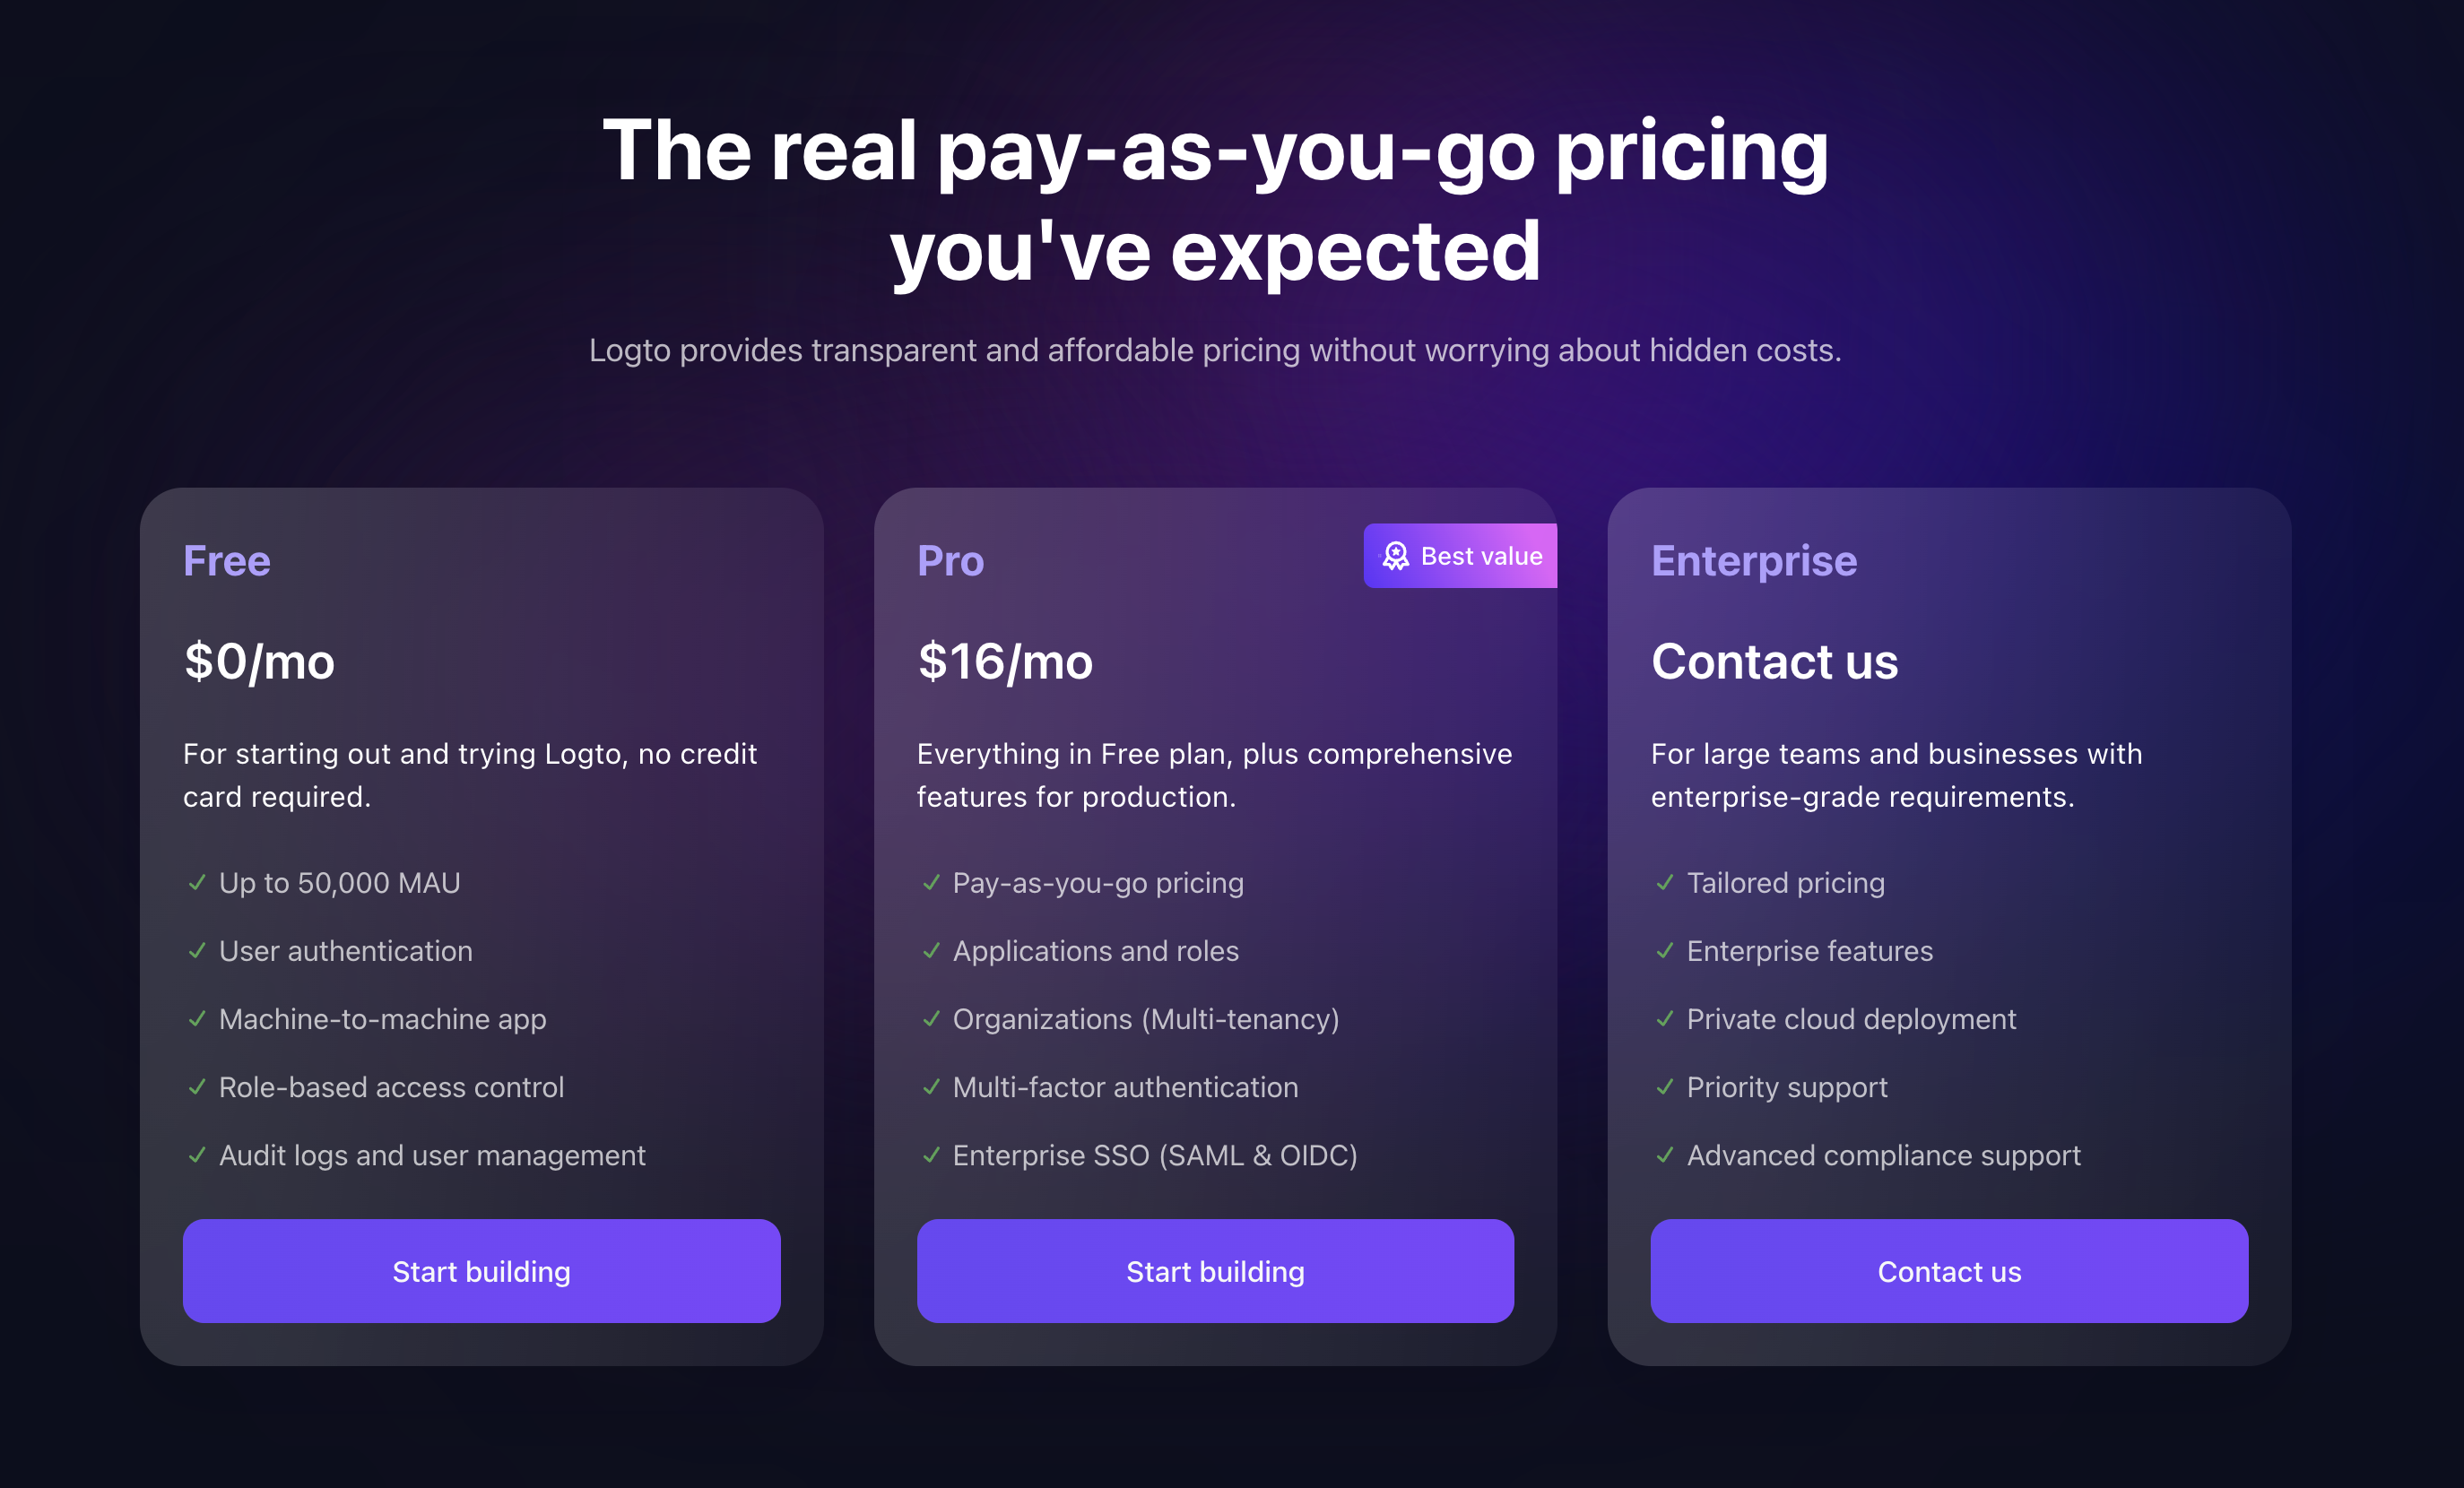 The real pay-as-you-go pricing
you've expected
Logto provides transparent and affordable pricing without worrying about hidden costs.
Free
$0/mo
For starting out and trying Logto, no credit
card required.
Up to 50,000 MAU
User authentication
Machine-to-machine app
Role-based access control
Audit logs and user management
Start building
Pro
Best value
$16/mo
Everything in Free plan, plus comprehensive
features for production.
Pay-as-you-go pricing
Applications and roles
Organizations (Multi-tenancy)
Multi-factor authentication
Enterprise SSO (SAML & OIDC)
Start building
Enterprise
Contact us
For large teams and businesses with
enterprise-grade requirements.
Tailored pricing
Enterprise features
Private cloud deployment
Priority support
Advanced compliance support
Contact us